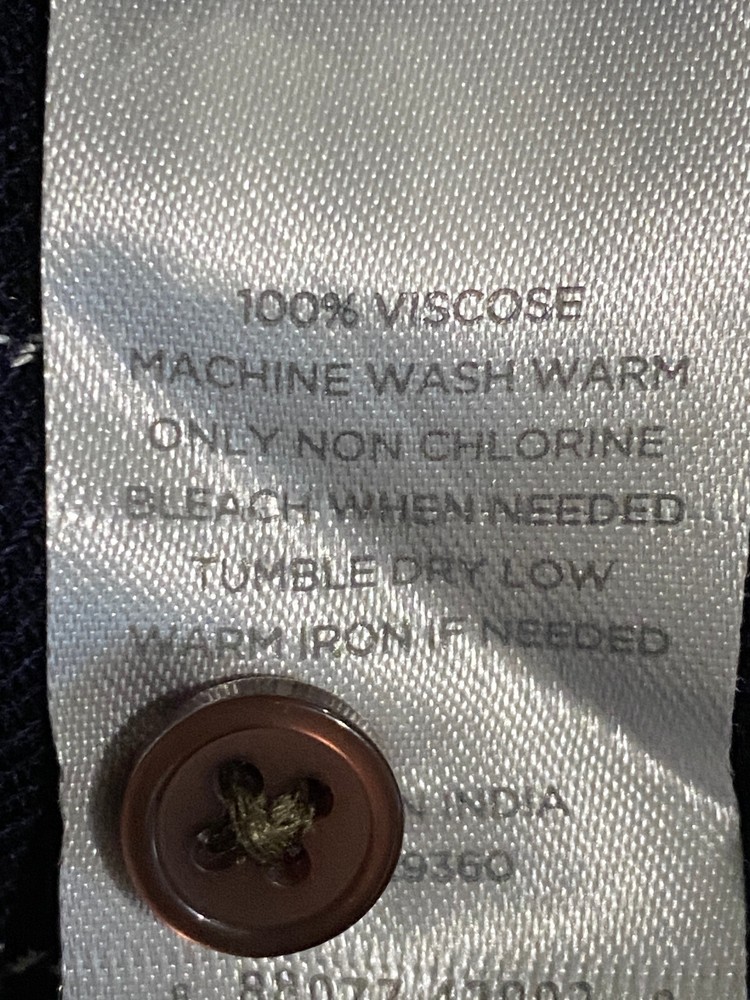 100% VISCOSE
MACHINE WASH WARM
ONLY NON CHLORINE
BLEACH WHEN NEEDED
TUMBLE DRY LOW
WARM IRON IF NEEDED
INDIA
9360
88077